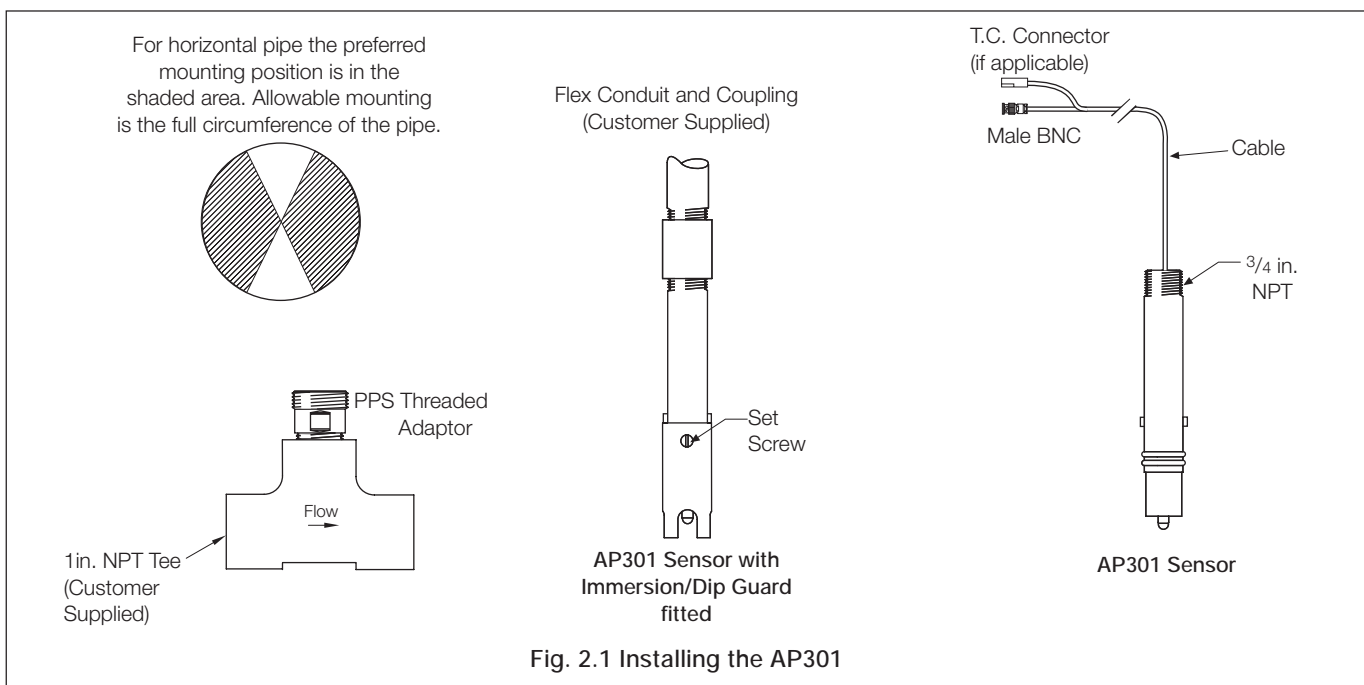 For horizontal pipe the preferred
mounting position is in the
shaded area. Allowable mounting
is the full circumference of the pipe.
PPS Threaded
Adaptor
Flow
1in. NPT Tee
(Customer
Supplied)
Flex Conduit and Coupling
(Customer Supplied)
Set
Screw
AP301 Sensor with
Immersion/Dip Guard
fitted
T.C. Connector
(if applicable)
Male BNC
Cable
3/4 in.
NPT
AP301 Sensor
Fig. 2.1 Installing the AP301